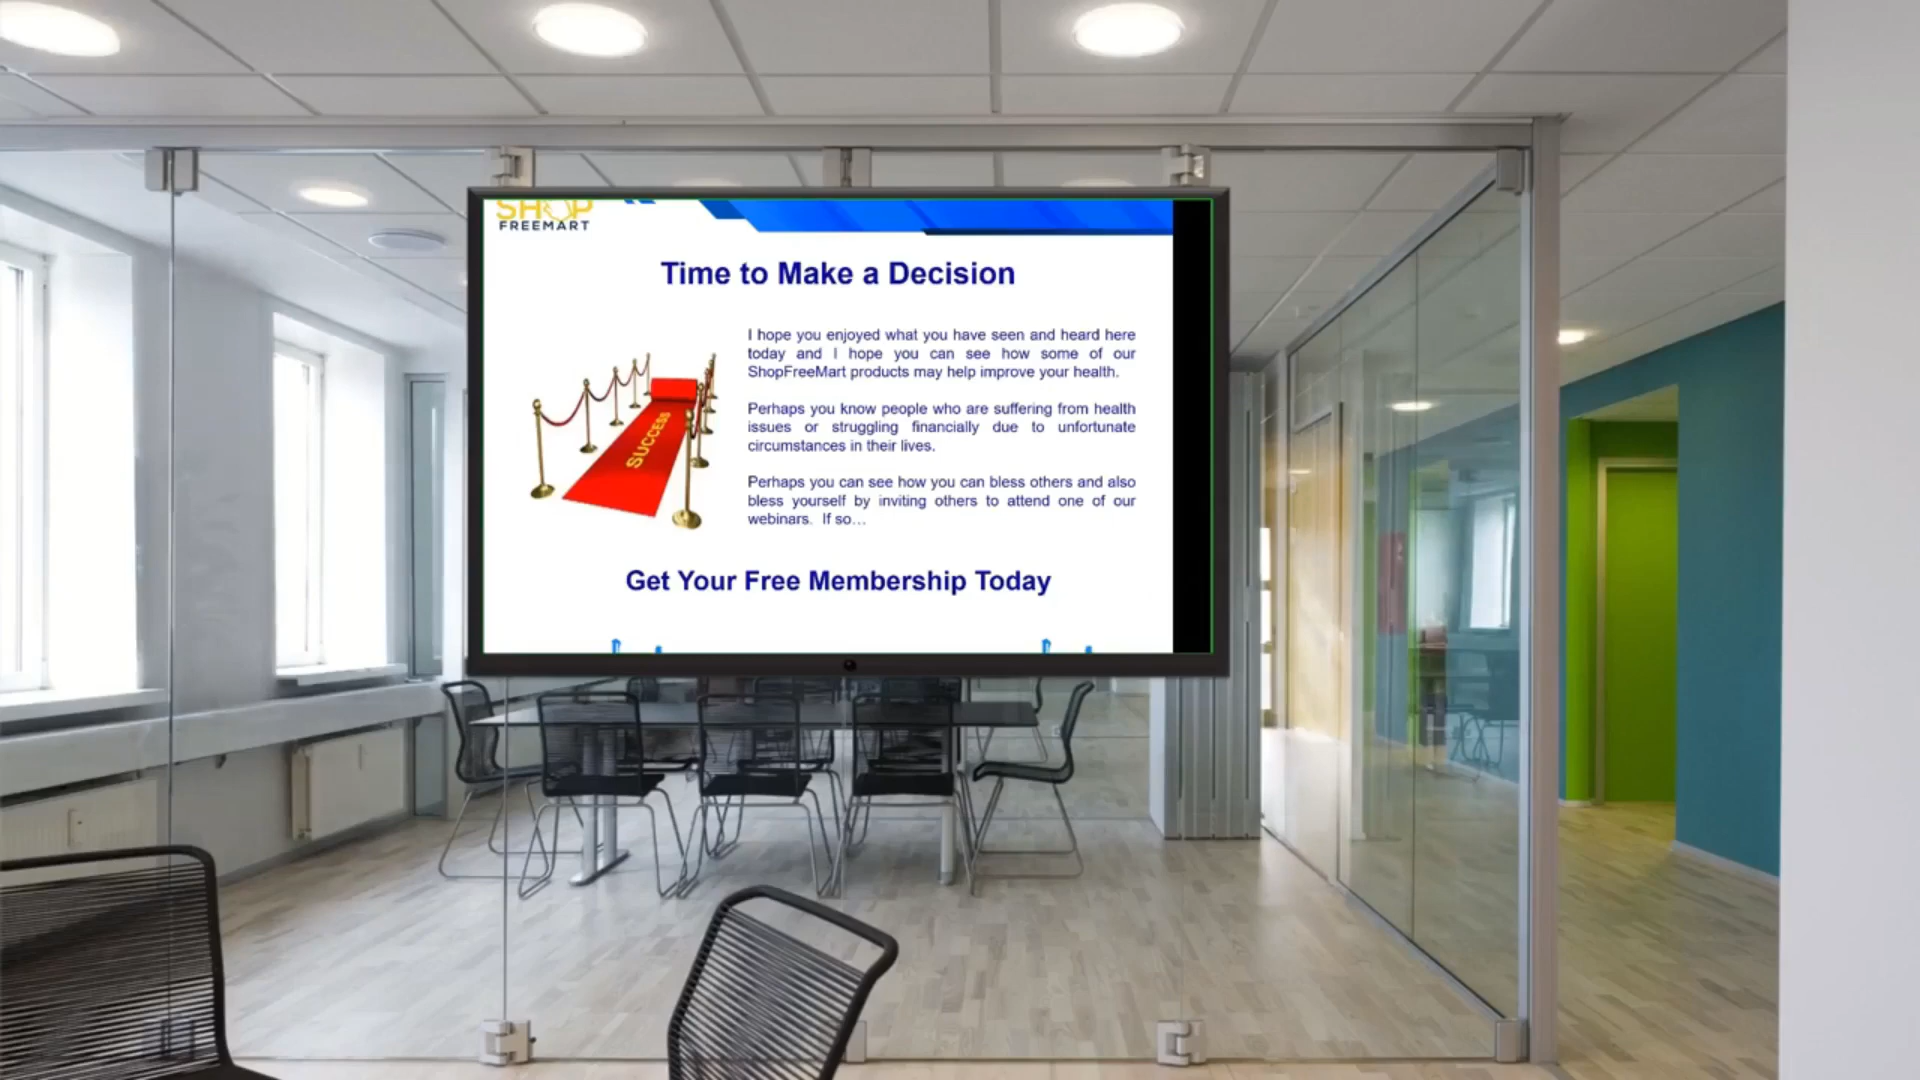 SHOP
FREEMART
Time to Make a Decision
I hope you enjoyed what you have seen and heard here
today and I hope you can see how some of our
ShopFreeMart products may help improve your health.
Perhaps you know people who are suffering from health
issues or struggling financially due to unfortunate
circumstances in their lives.
Perhaps you can see how you can bless others and also
bless yourself by inviting others to attend one of our
webinars. If so...
SUCCESS
Get Your Free Membership Today